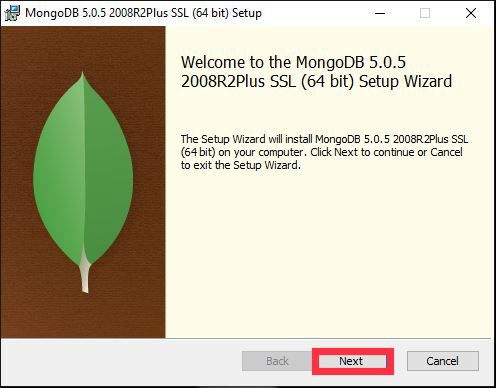 MongoDB 5.0.5 2008R2Plus SSL (64 bit) Setup
Welcome to the MongoDB 5.0.5
2008R2Plus SSL (64 bit) Setup Wizard
The Setup Wizard will install MongoDB 5.0.5 2008R2Plus SSL
(64 bit) on your computer. Click Next to continue or Cancel
to exit the Setup Wizard.
Back Next Cancel